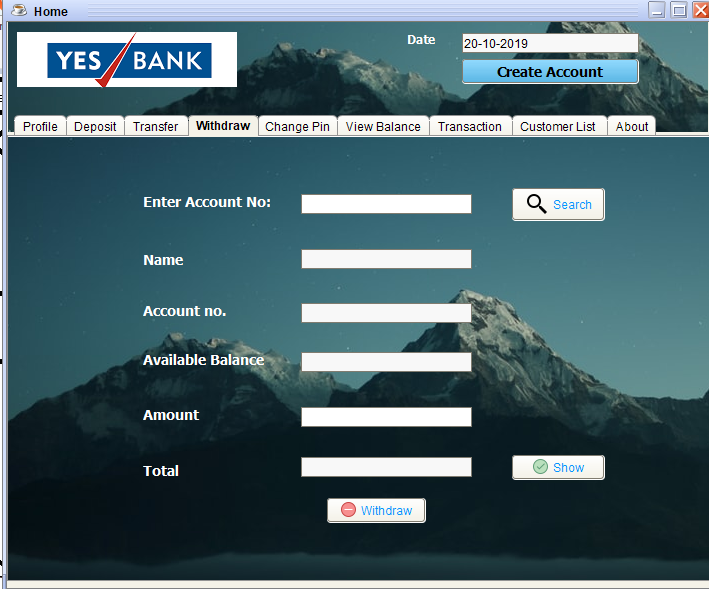 Home
YES BANK
Date
20-10-2019
Create Account
Profile
Deposit
Transfer
Withdraw
Change Pin
View Balance
Transaction
Customer List
About
Enter Account No:
Search
Name
Account no.
Available Balance
Amount
Total
Show
Withdraw